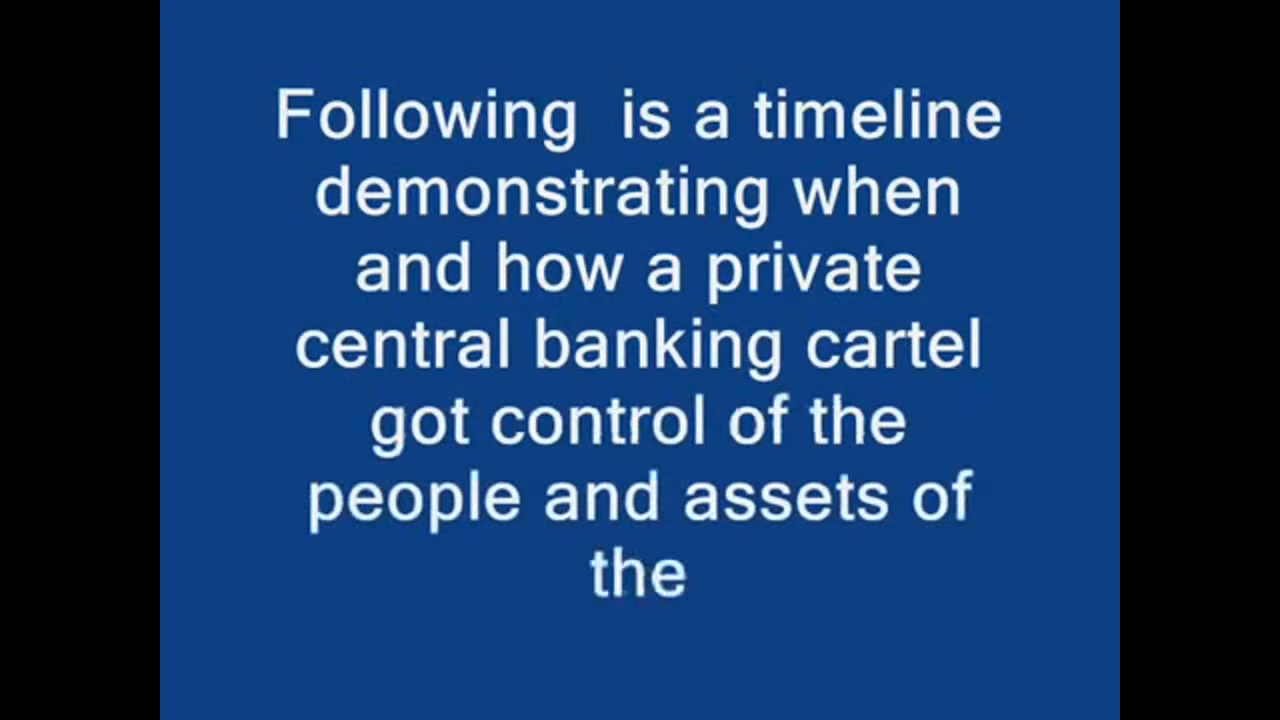 Following  is a timeline
demonstrating when
and how a private
central banking cartel
got control of the
people and assets of
the